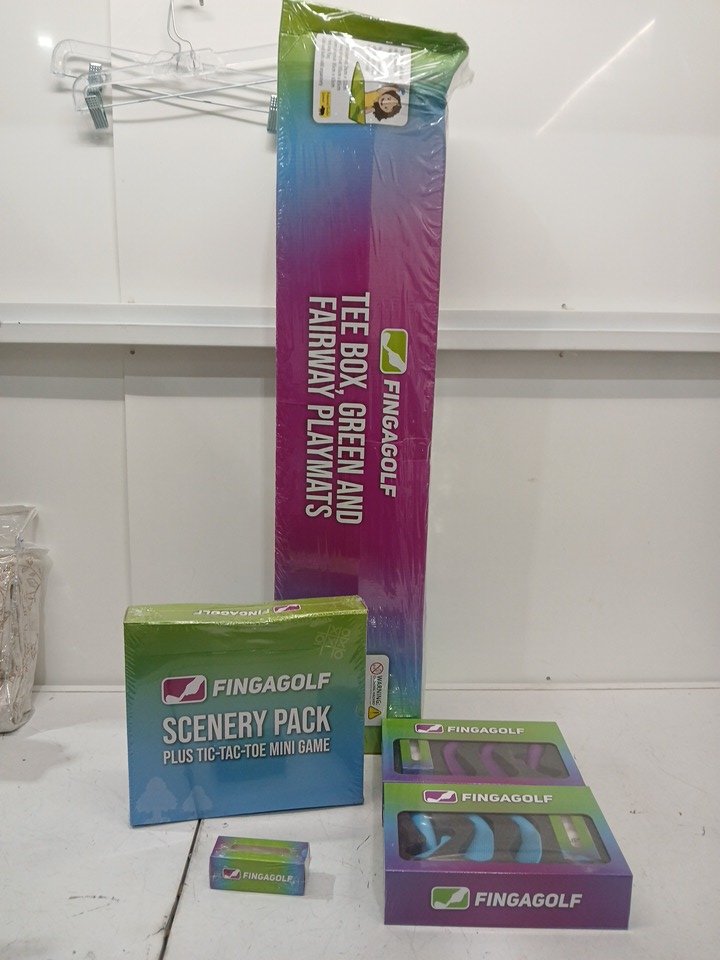 FINGAGOLF
TEE BOX, GREEN AND
FAIRWAY PLAYMATS
WARNING:
FINGAGOLF
FINGAGOLF
SCENERY PACK
PLUS TIC-TAC-TOE MINI GAME
FINGAGOLF
FINGAGOLF
FINGAGOLF
FINGAGOLF